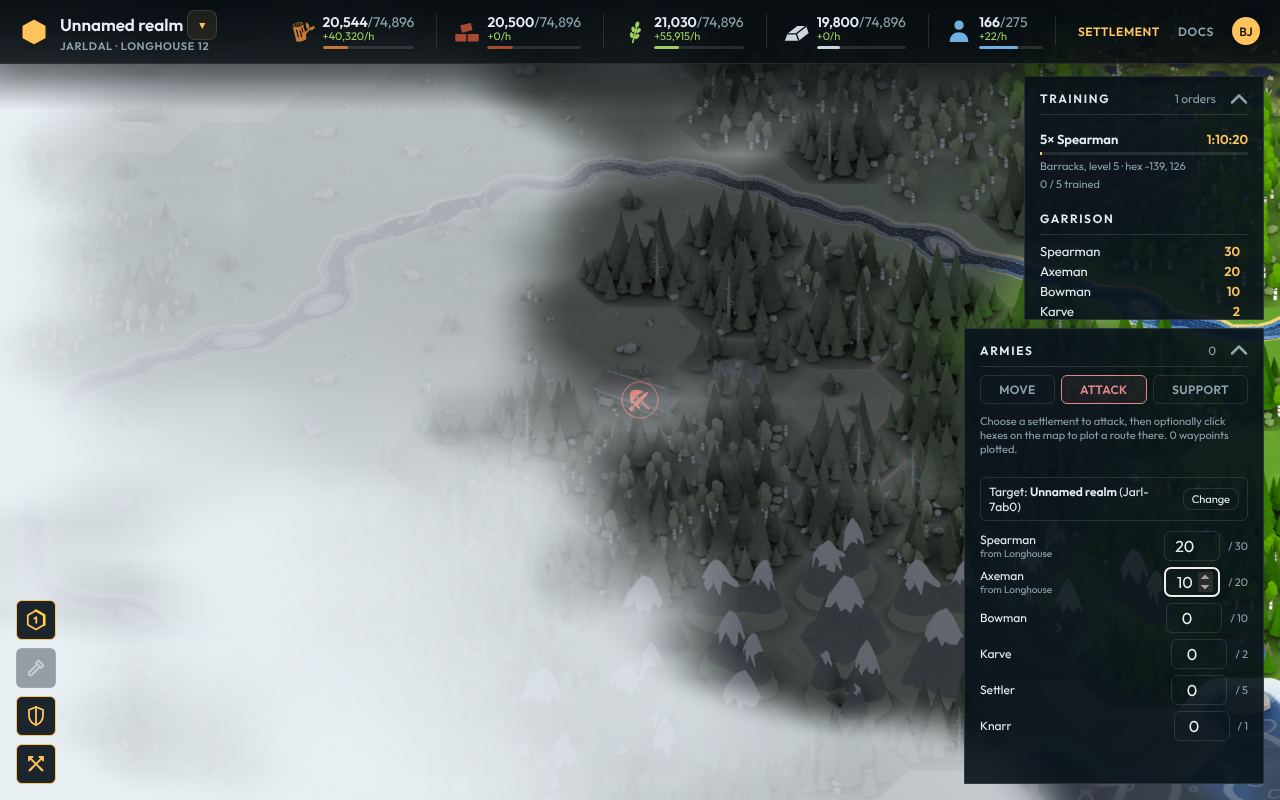 Unnamed realm ▼
JARLDAL · LONGHOUSE 12
20,544/74,896
+40,320/h
20,500/74,896
+0/h
21,030/74,896
+55,915/h
19,800/74,896
+0/h
166/275
+22/h
SETTLEMENT
DOCS
BJ
TRAINING
1 orders
5× Spearman
1:10:20
Barracks, level 5 · hex -139, 126
0 / 5 trained
GARRISON
Spearman 30
Axeman 20
Bowman 10
Karve 2
ARMIES
0
MOVE
ATTACK
SUPPORT
Choose a settlement to attack, then optionally click
hexes on the map to plot a route there. 0 waypoints
plotted.
Target: Unnamed realm (Jarl-
7ab0)
Change
Spearman
from Longhouse
20 / 30
Axeman
from Longhouse
10 / 20
Bowman 0 / 10
Karve 0 / 2
Settler 0 / 5
Knarr 0 / 1
1